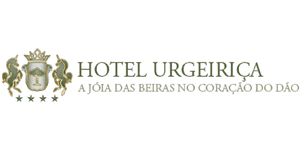 HOTEL URGEIRIÇA
A JÓIA DAS BEIRAS NO CORAÇÃO DO DÃO